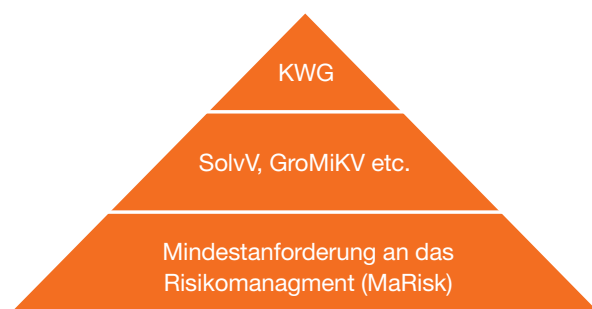 KWG
SolvV, GroMiKV etc.
Mindestanforderung an das
Risikomanagment (MaRisk)